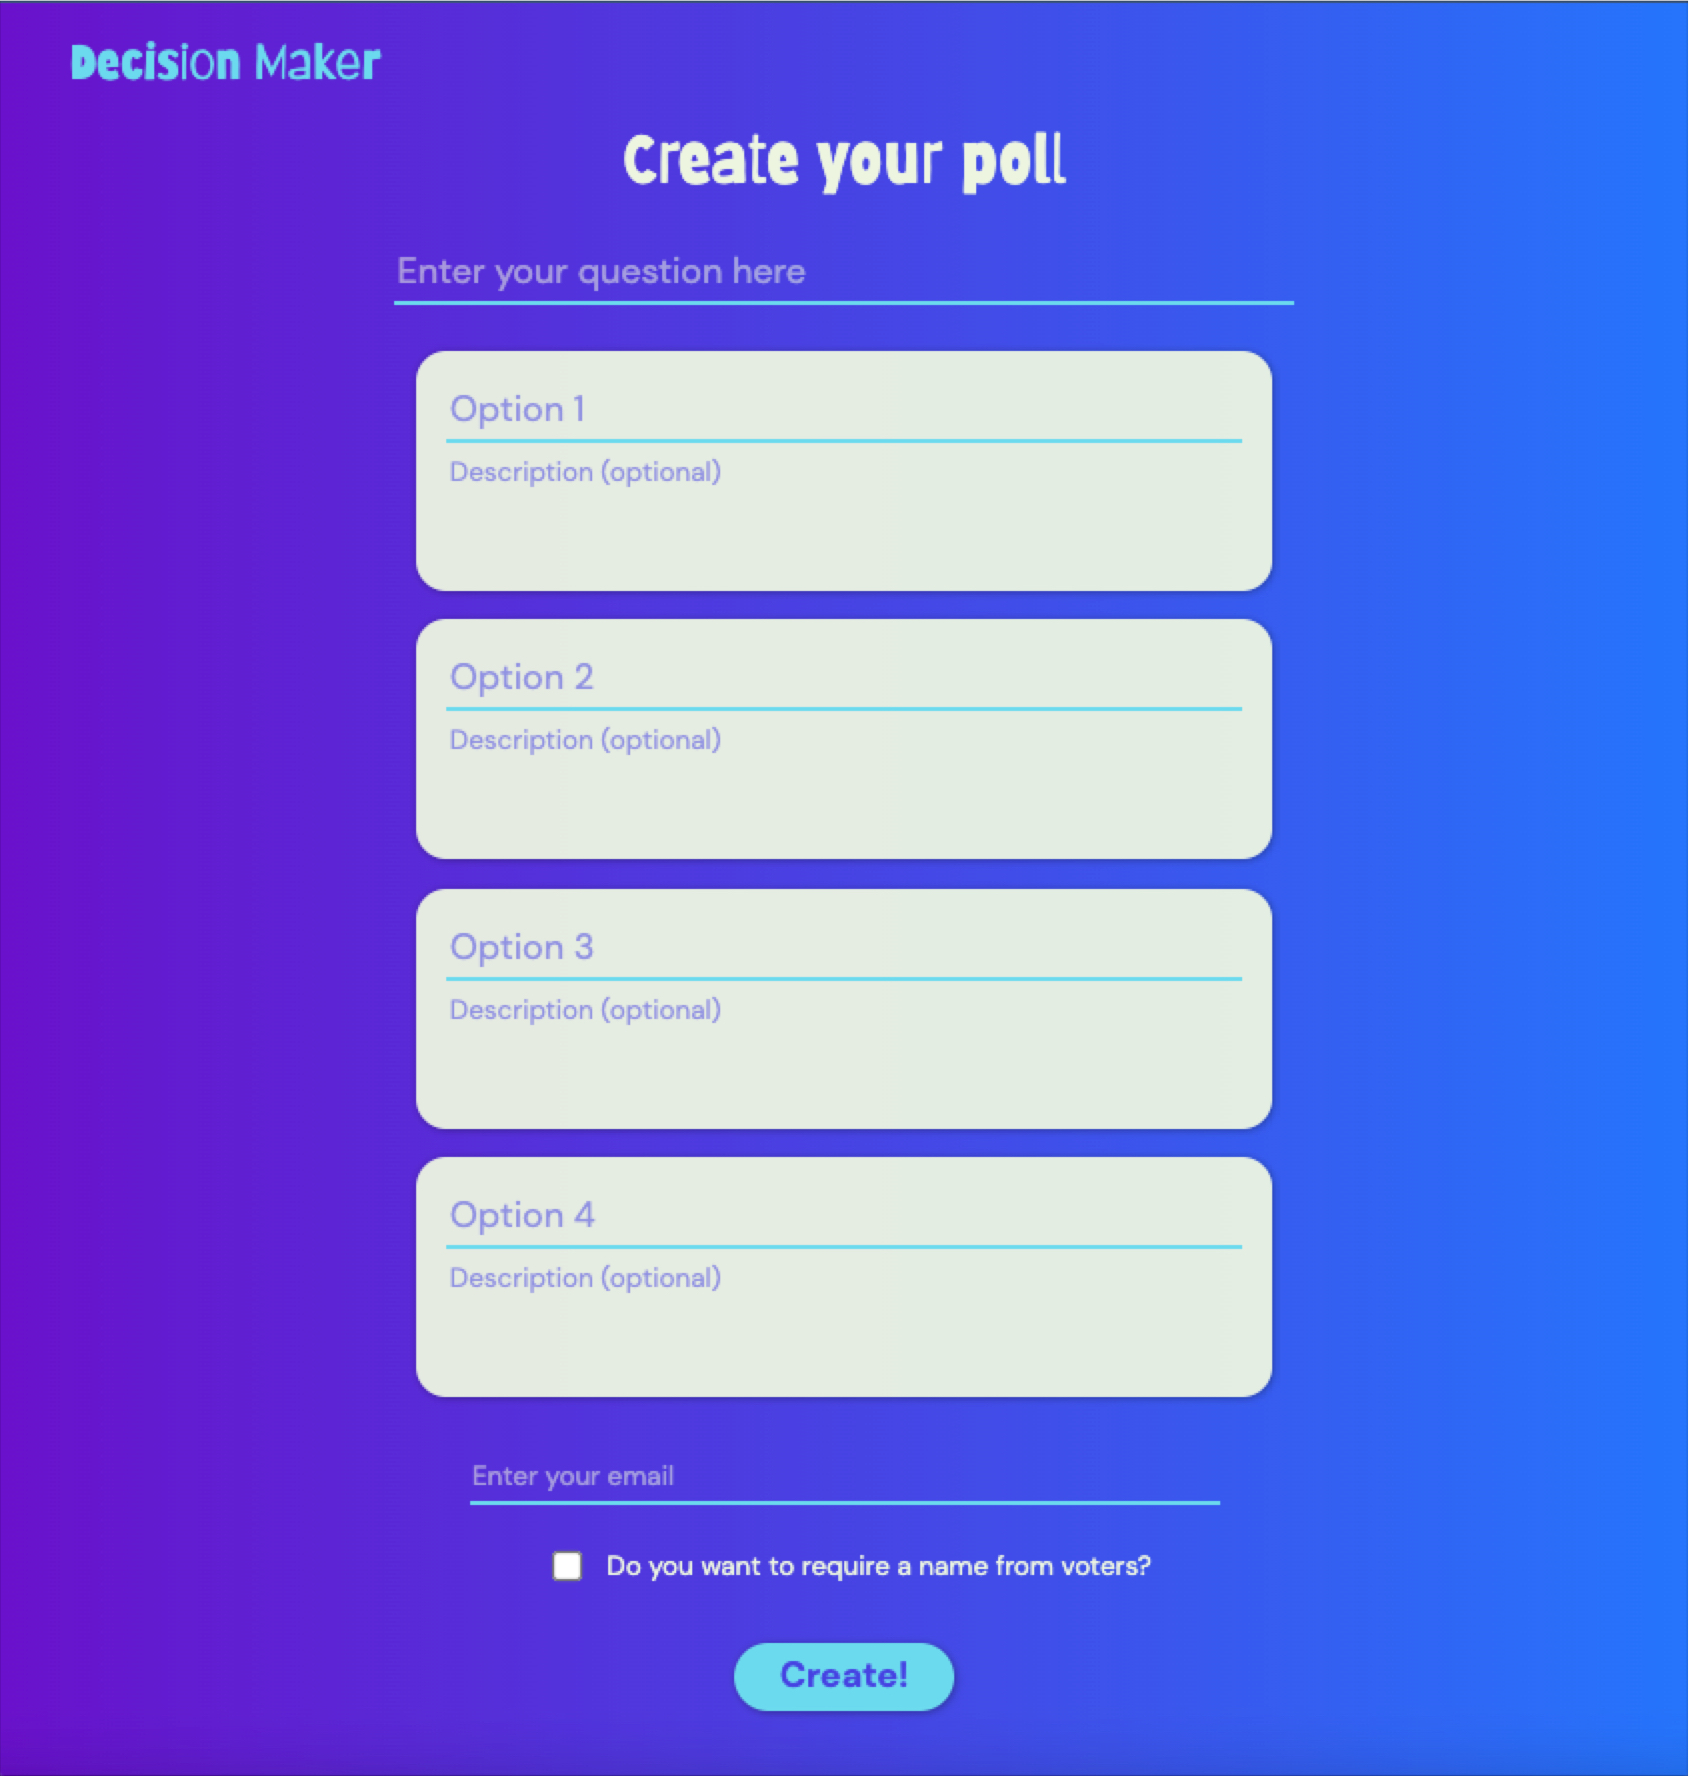 Decision Maker
Create your poll
Enter your question here
Option 1
Description (optional)
Option 2
Description (optional)
Option 3
Description (optional)
Option 4
Description (optional)
Enter your email
Do you want to require a name from voters?
Create!